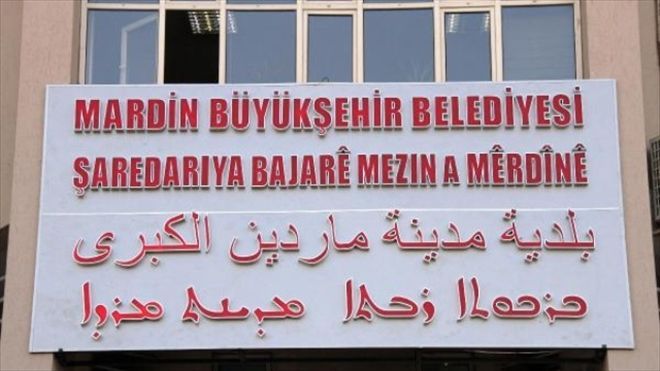 MARDİN BÜYÜKŞEHİR BELEDİYESİ
ŞAREDARIYA BAJARÊ MEZIN A MÊRDÎNÊ
بلدية مدينة ماردين الكبرى